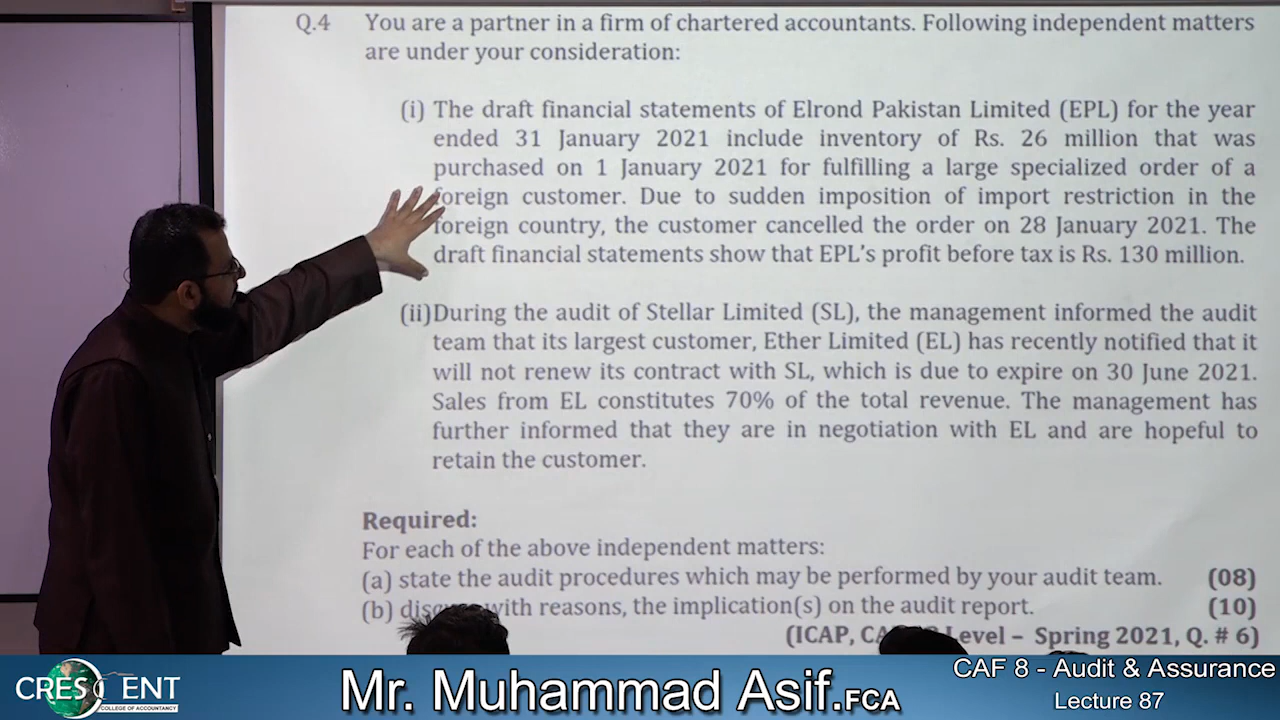 Q.4 You are a partner in a firm of chartered accountants. Following independent matters
are under your consideration:
(i) The draft financial statements of Elrond Pakistan Limited (EPL) for the year
ended 31 January 2021 include inventory of Rs. 26 million that was
purchased on 1 January 2021 for fulfilling a large specialized order of a
foreign customer. Due to sudden imposition of import restriction in the
foreign country, the customer cancelled the order on 28 January 2021. The
draft financial statements show that EPL's profit before tax is Rs. 130 million.
(ii) During the audit of Stellar Limited (SL), the management informed the audit
team that its largest customer, Ether Limited (EL) has recently notified that it
will not renew its contract with SL, which is due to expire on 30 June 2021.
Sales from EL constitutes 70% of the total revenue. The management has
further informed that they are in negotiation with EL and are hopeful to
retain the customer.
Required:
For each of the above independent matters:
(a) state the audit procedures which may be performed by your audit team. (08)
(b) with reasons, the implication(s) on the audit report. (10)
(ICAP, Level – Spring 2021, Q. # 6)
CRESCENT
COLLEGE OF ACCOUNTANCY
Mr. Muhammad Asif.FCA
CAF 8 - Audit & Assurance
Lecture 87